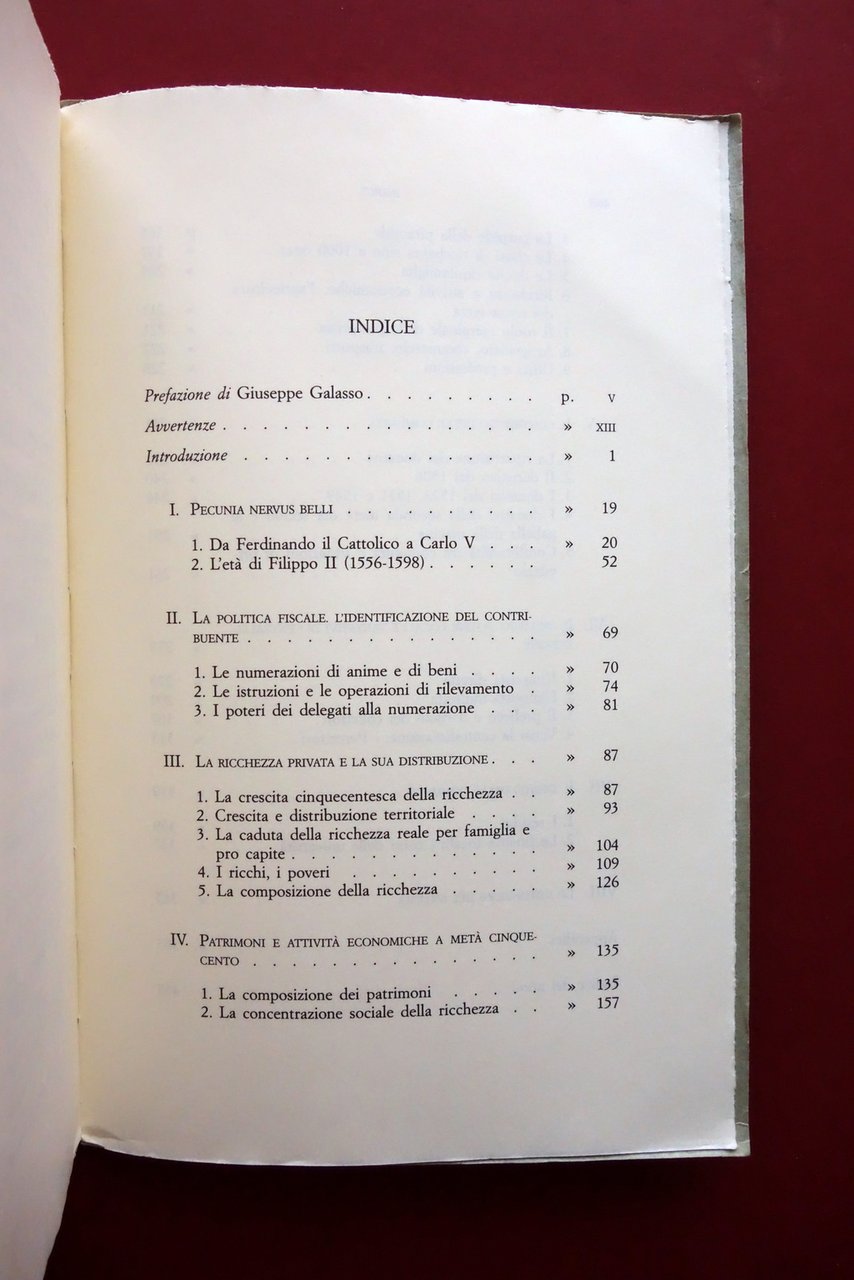 INDICE
Prefazione di Giuseppe Galasso . . . . . . . . . p. V
Avvertenze . . . . . . . . . . . . . . . . . » XIII
Introduzione . . . . . . . . . . . . . . . » 1
I. PECUNIA NERVUS BELLI . . . . . . . . . . » 19
1. Da Ferdinando il Cattolico a Carlo V . . . » 20
2. L'età di Filippo II (1556-1598) . . . . . . 52
II. LA POLITICA FISCALE. L'IDENTIFICAZIONE DEL CONTRI-
BUENTE . . . . . . . . . . . . . . . » 69
1. Le numerazioni di anime e di beni . . . . » 70
2. Le istruzioni e le operazioni di rilevamento . » 74
3. I poteri dei delegati alla numerazione . . . » 81
III. LA RICCHEZZA PRIVATA E LA SUA DISTRIBUZIONE . . . » 87
1. La crescita cinquecentesca della ricchezza . . » 87
2. Crescita e distribuzione territoriale . . . . » 93
3. La caduta della ricchezza reale per famiglia e
pro capite . . . . . . . . . . . . . » 104
4. I ricchi, i poveri . . . . . . . . . . » 109
5. La composizione della ricchezza . . . . . » 126
IV. PATRIMONI E ATTIVITÀ ECONOMICHE A METÀ CINQUE-
CENTO . . . . . . . . . . . . . . . » 135
1. La composizione dei patrimoni . . . . . » 135
2. La concentrazione sociale della ricchezza . . » 157